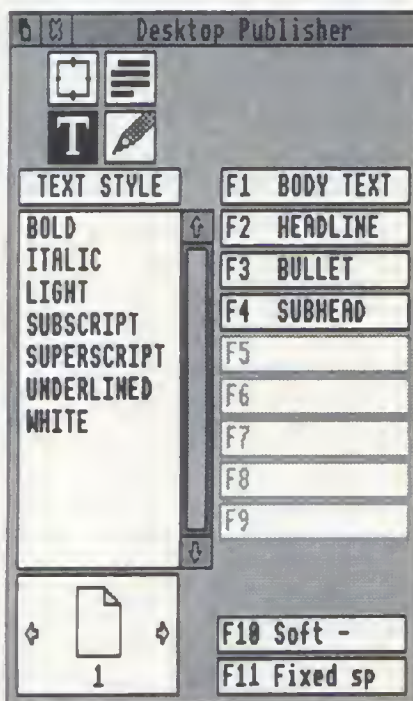 Desktop Publisher
T
TEXT STYLE
BOLD
ITALIC
LIGHT
SUBSCRIPT
SUPERSCRIPT
UNDERLINED
WHITE
F1 BODY TEXT
F2 HEADLINE
F3 BULLET
F4 SUBHEAD
F5
F6
F7
F8
F9
1
F10 Soft -
F11 Fixed sp